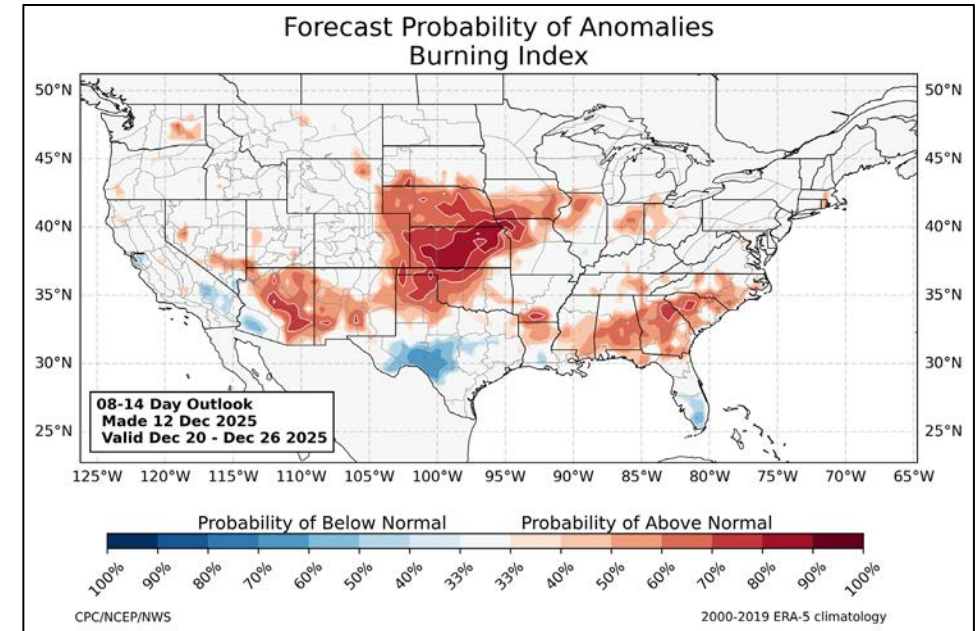 Forecast Probability of Anomalies
Burning Index
50°N 50°N
45°N 45°N
40°N 40°N
35°N 35°N
30°N 30°N
25°N 25°N
08-14 Day Outlook
Made 12 Dec 2025
Valid Dec 20 - Dec 26 2025
125°W 120°W 115°W 110°W 105°W 100°W 95°W 90°W 85°W 80°W 75°W 70°W 65°W
Probability of Below Normal Probability of Above Normal
100% 90% 80% 70% 60% 50% 40% 33% 33% 40% 50% 60% 70% 80% 90% 100%
CPC/NCEP/NWS 2000-2019 ERA-5 climatology